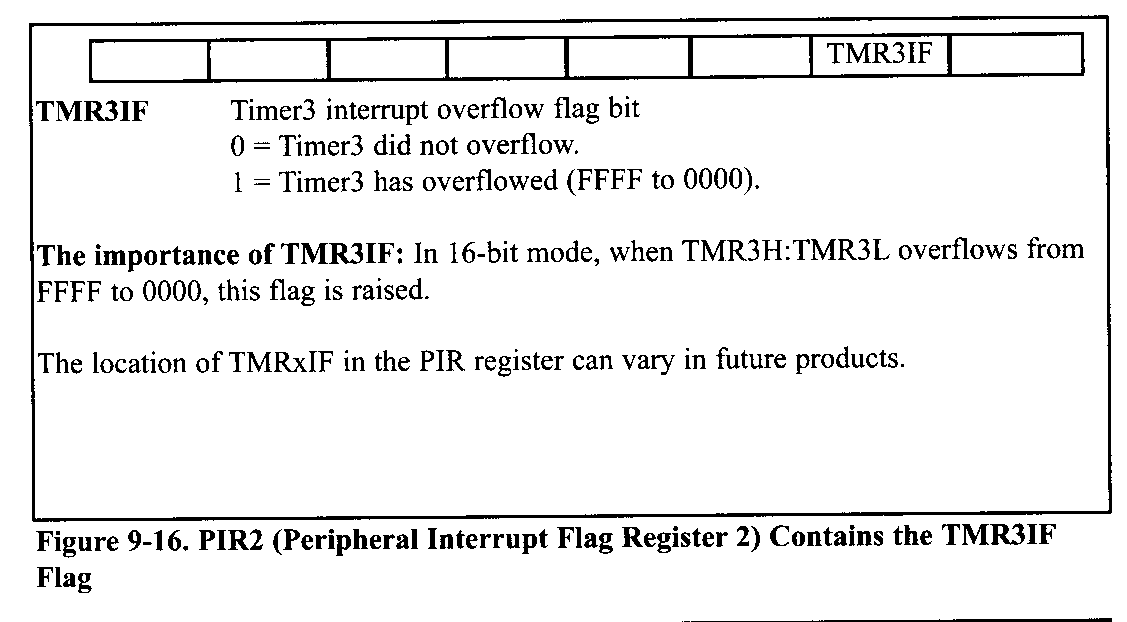 TMR3IF
TMR3IF Timer3 interrupt overflow flag bit
0 = Timer3 did not overflow.
1 = Timer3 has overflowed (FFFF to 0000).
The importance of TMR3IF: In 16-bit mode, when TMR3H:TMR3L overflows from
FFFF to 0000, this flag is raised.
The location of TMRxIF in the PIR register can vary in future products.
Figure 9-16. PIR2 (Peripheral Interrupt Flag Register 2) Contains the TMR3IF
Flag